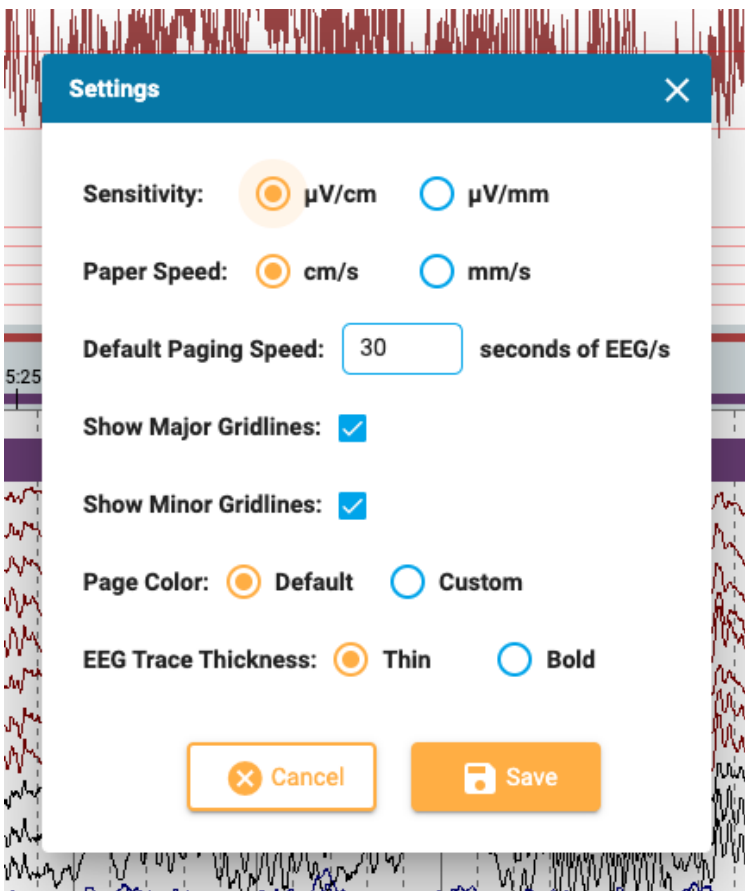 Settings
Sensitivity: µV/cm µV/mm
Paper Speed: cm/s mm/s
Default Paging Speed: 30 seconds of EEG/s
5:25
Show Major Gridlines:
Show Minor Gridlines:
Page Color: Default Custom
EEG Trace Thickness: Thin Bold
Cancel Save